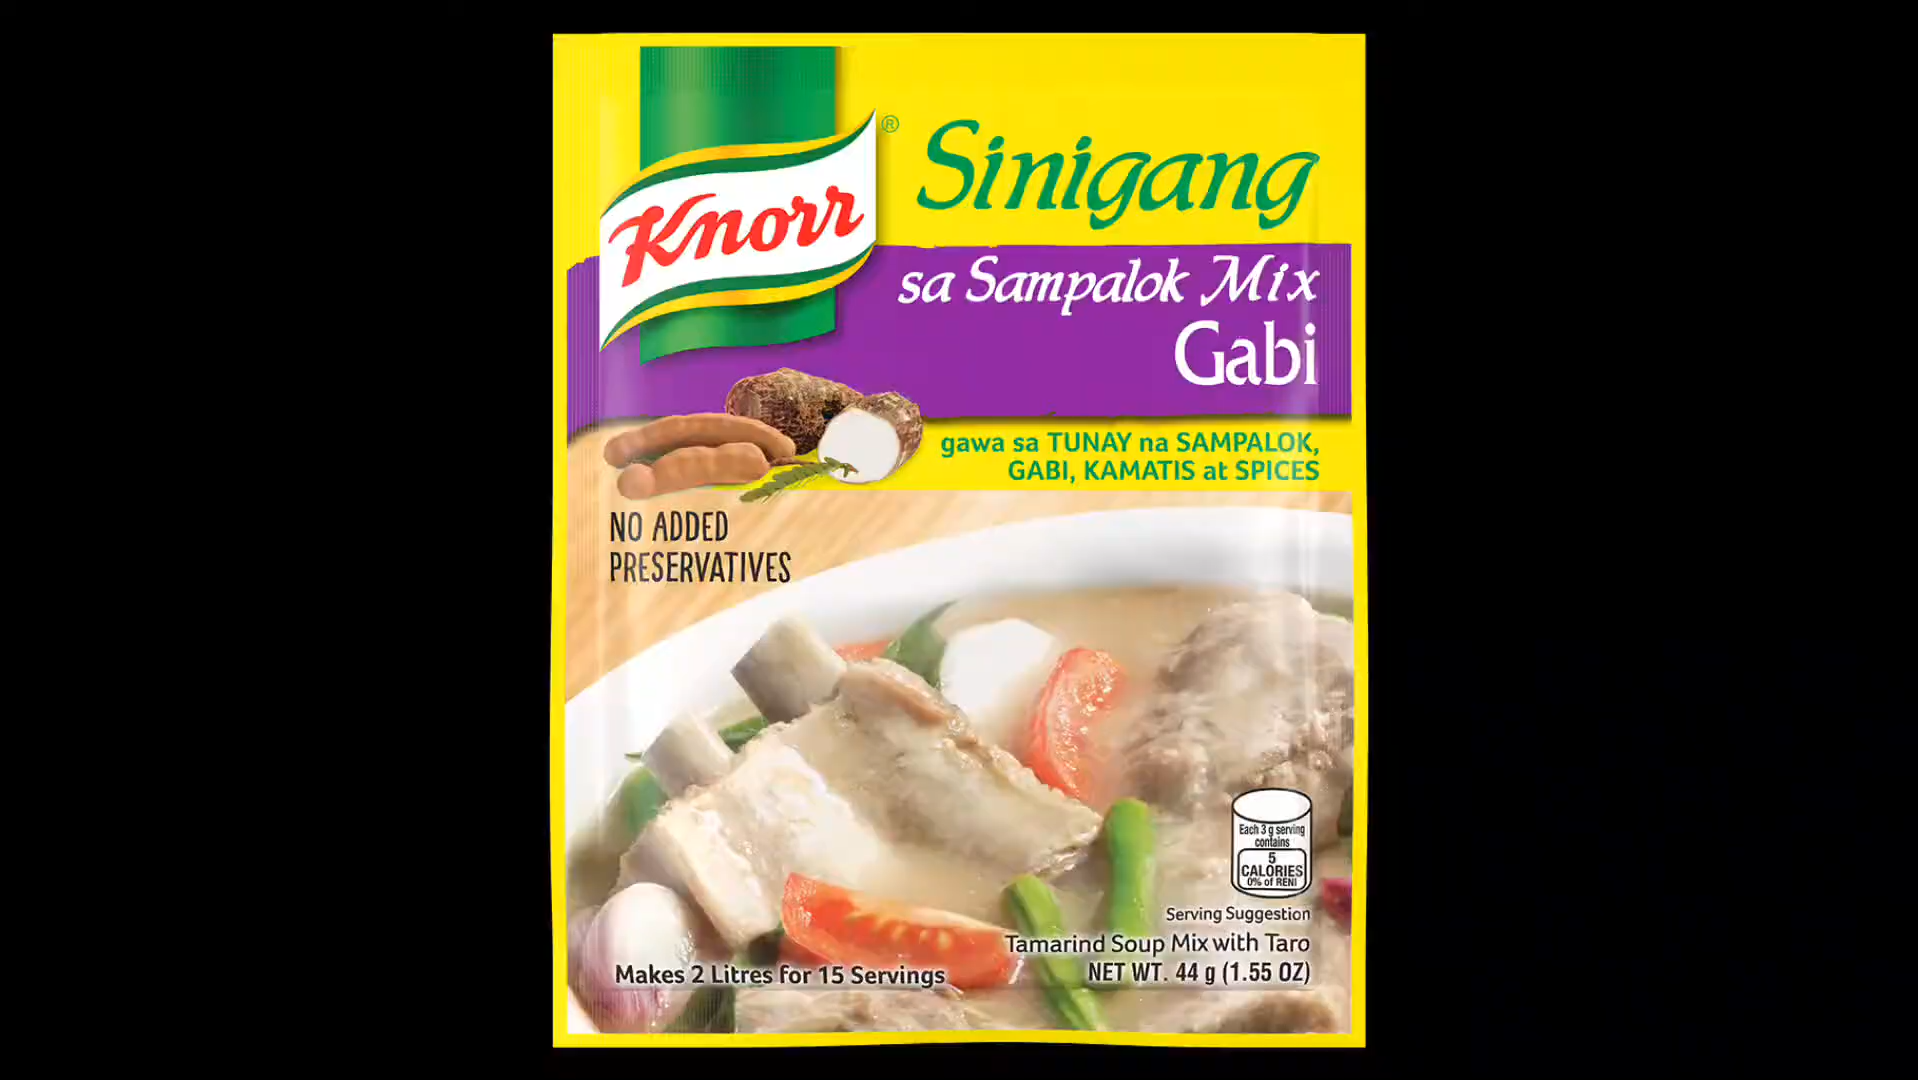 Knorr®
Sinigang
sa Sampalok Mix
Gabi
gawa sa TUNAY na SAMPALOK,
GABI, KAMATIS at SPICES
NO ADDED
PRESERVATIVES
Each 3 g serving
contains
5
CALORIES
0% of RENI
Serving Suggestion
Tamarind Soup Mix with Taro
NET WT. 44 g (1.55 OZ)
Makes 2 Litres for 15 Servings